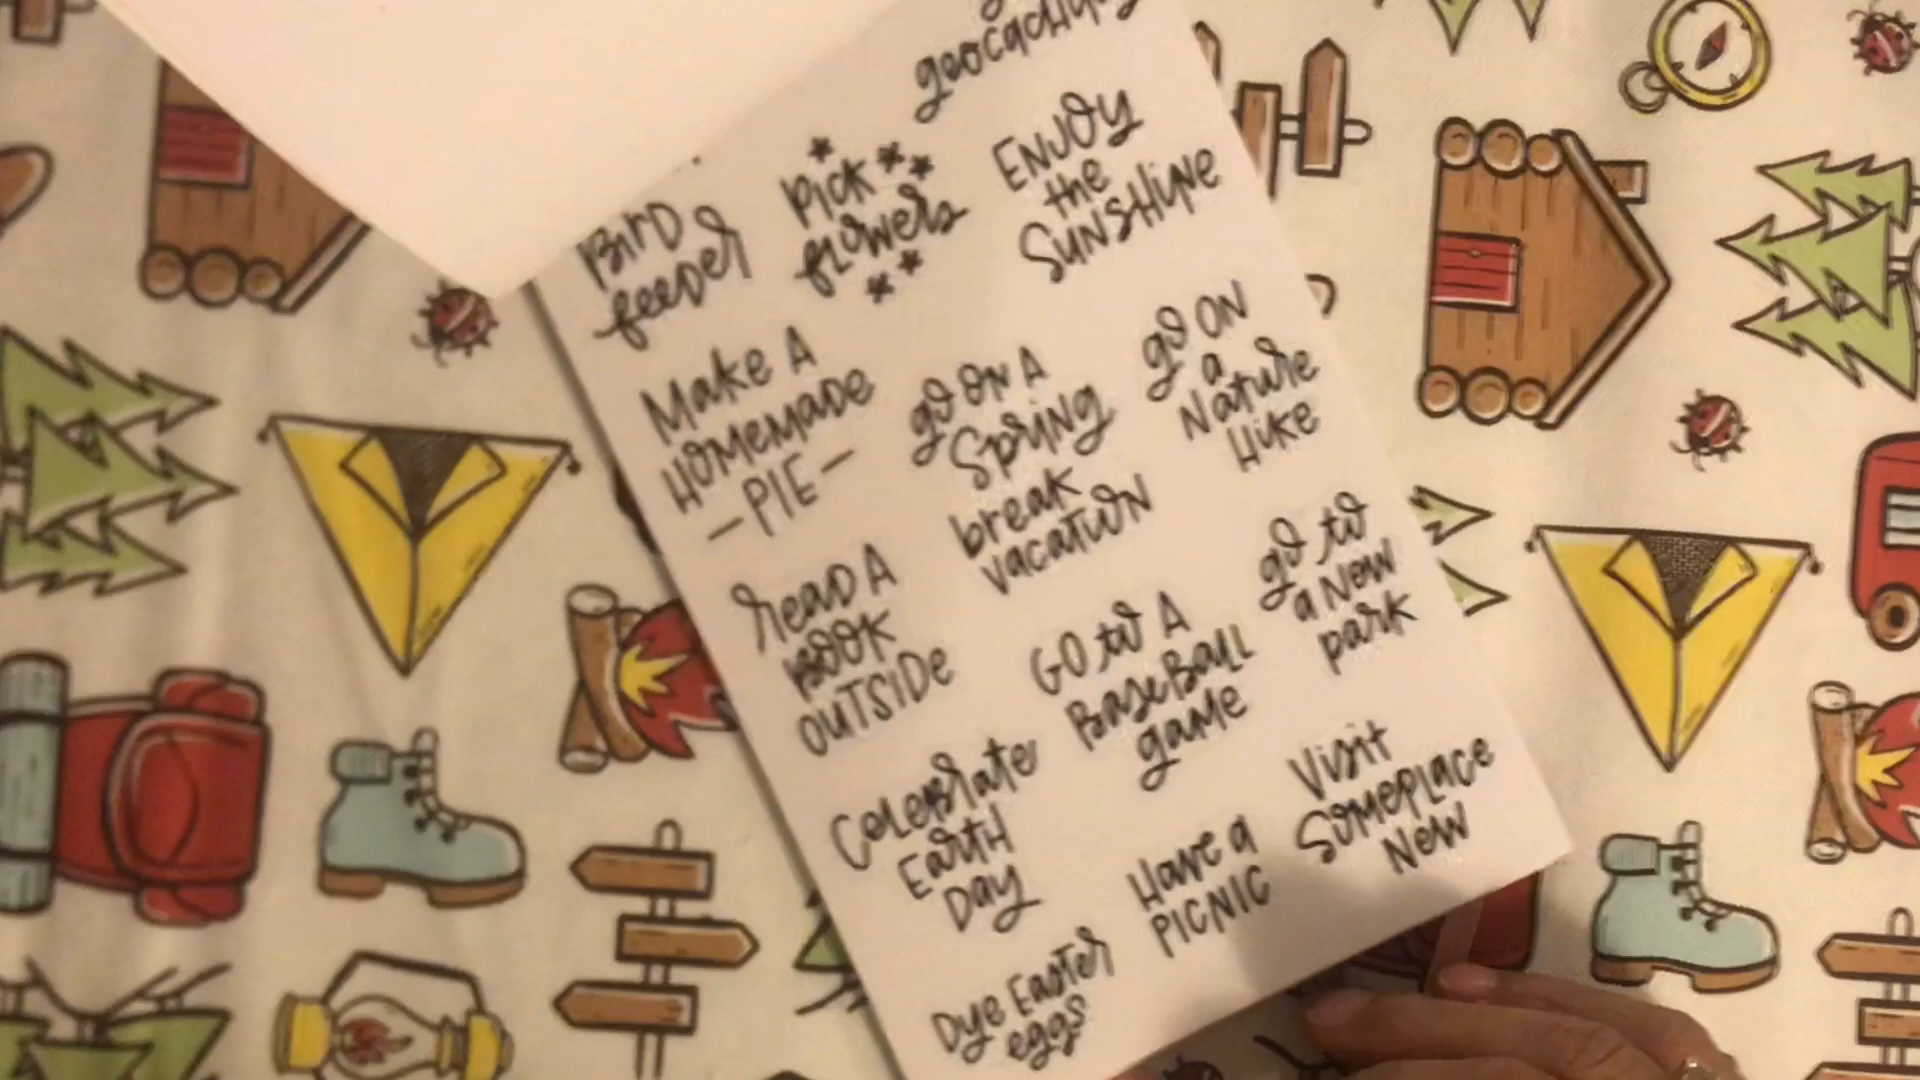 geocaching
BIRD
feeder
Pick
flowers
ENJOY
the
SUNSHINE
Make A
HOMEMADE
- PIE -
go ON A
Spring
break
vacation
go ON
a
Nature
Hike
read A
BOOK
OUTSIDE
GO to A
BaseBall
game
go to
a New
park
CELEBrate
EartH
Day
Have a
PICNIC
Visit
SOMEPLACE
New
Dye Easter
eggs